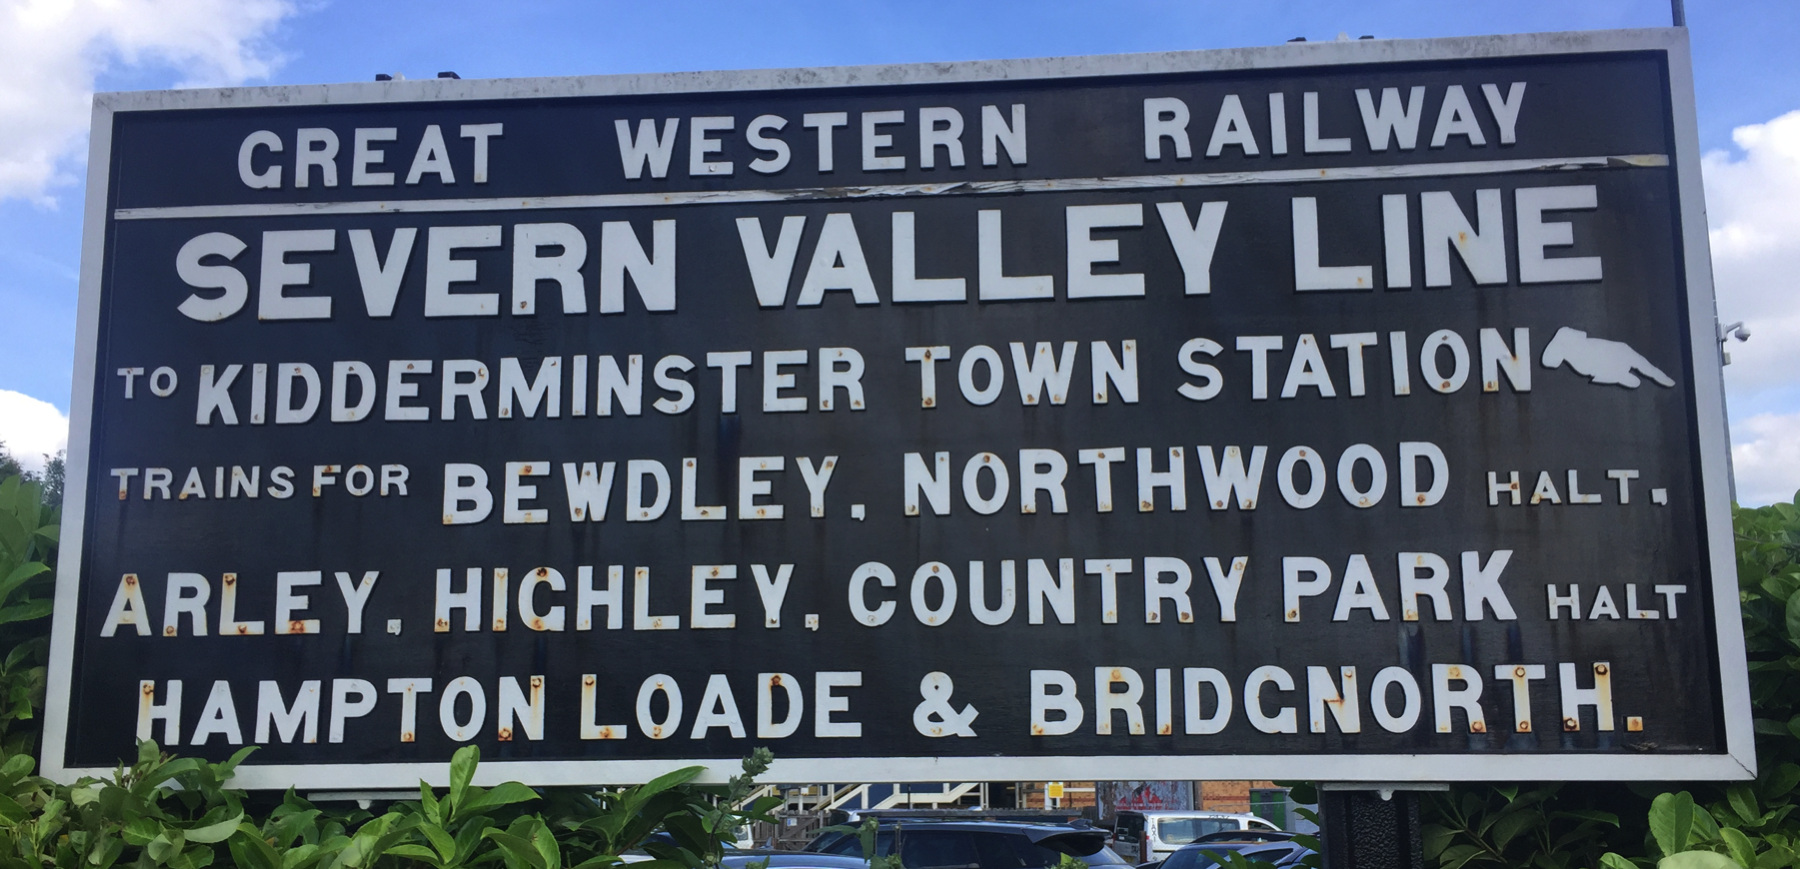 GREAT WESTERN RAILWAY
SEVERN VALLEY LINE
TO KIDDERMINSTER TOWN STATION
TRAINS FOR BEWDLEY, NORTHWOOD HALT,
ARLEY, HIGHLEY, COUNTRY PARK HALT
HAMPTON LOADE & BRIDGNORTH.